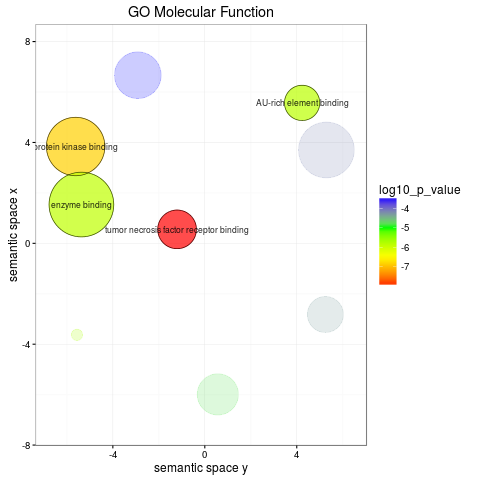 GO Molecular Function
8
4
0
-4
-8
-4
0
4
semantic space x
semantic space y
AU-rich element binding
protein kinase binding
enzyme binding
tumor necrosis factor receptor binding
log10_p_value
-4
-5
-6
-7